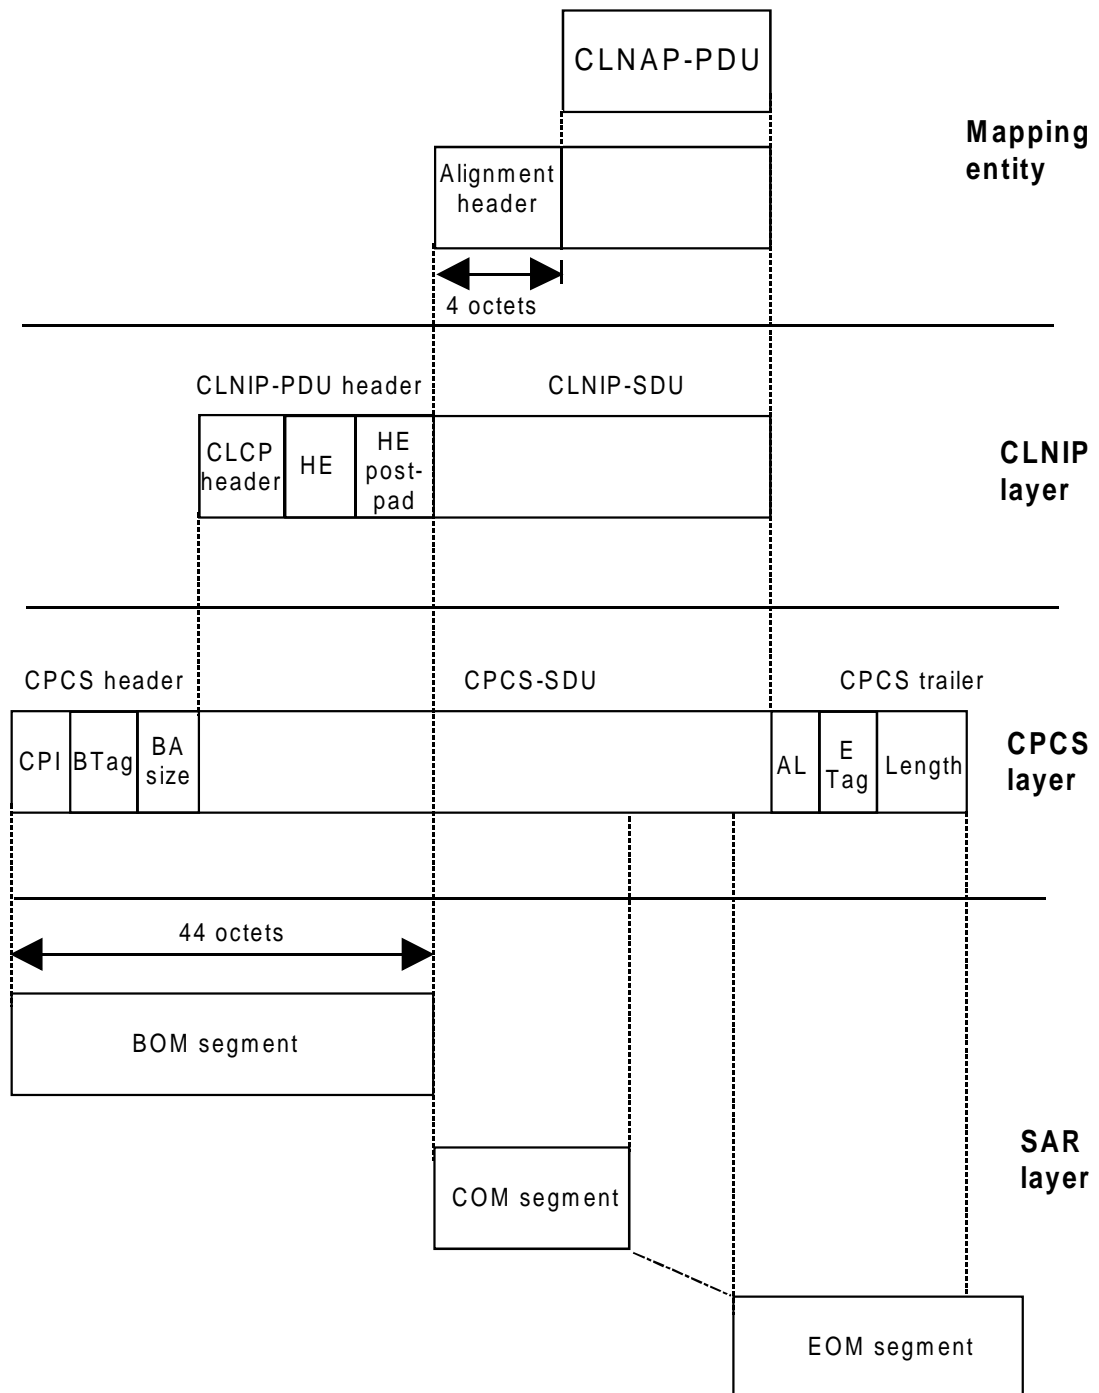 CLNAP-PDU
Mapping
entity
Alignment
header
4 octets
CLNIP-PDU header
CLNIP-SDU
CLCP
header
HE
HE
post-
pad
CLNIP
layer
CPCS header
CPCS-SDU
CPCS trailer
CPI
BTag
BA
size
AL
E
Tag
Length
CPCS
layer
44 octets
BOM segment
SAR
layer
COM segment
EOM segment